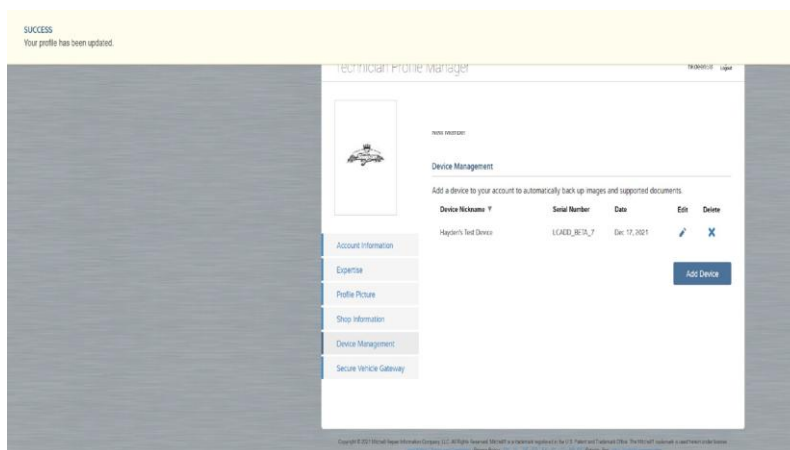 SUCCESS
Your profile has been updated.
Technician Profile Manager
Logout
Device Management
Add a device to your account to automatically back up images and supported documents.
Device Nickname Serial Number Date Edit Delete
Hayden's Test Device LCADD_BETA_7 Dec 17, 2021
Add Device
Account Information
Expertise
Profile Picture
Shop Information
Device Management
Secure Vehicle Gateway